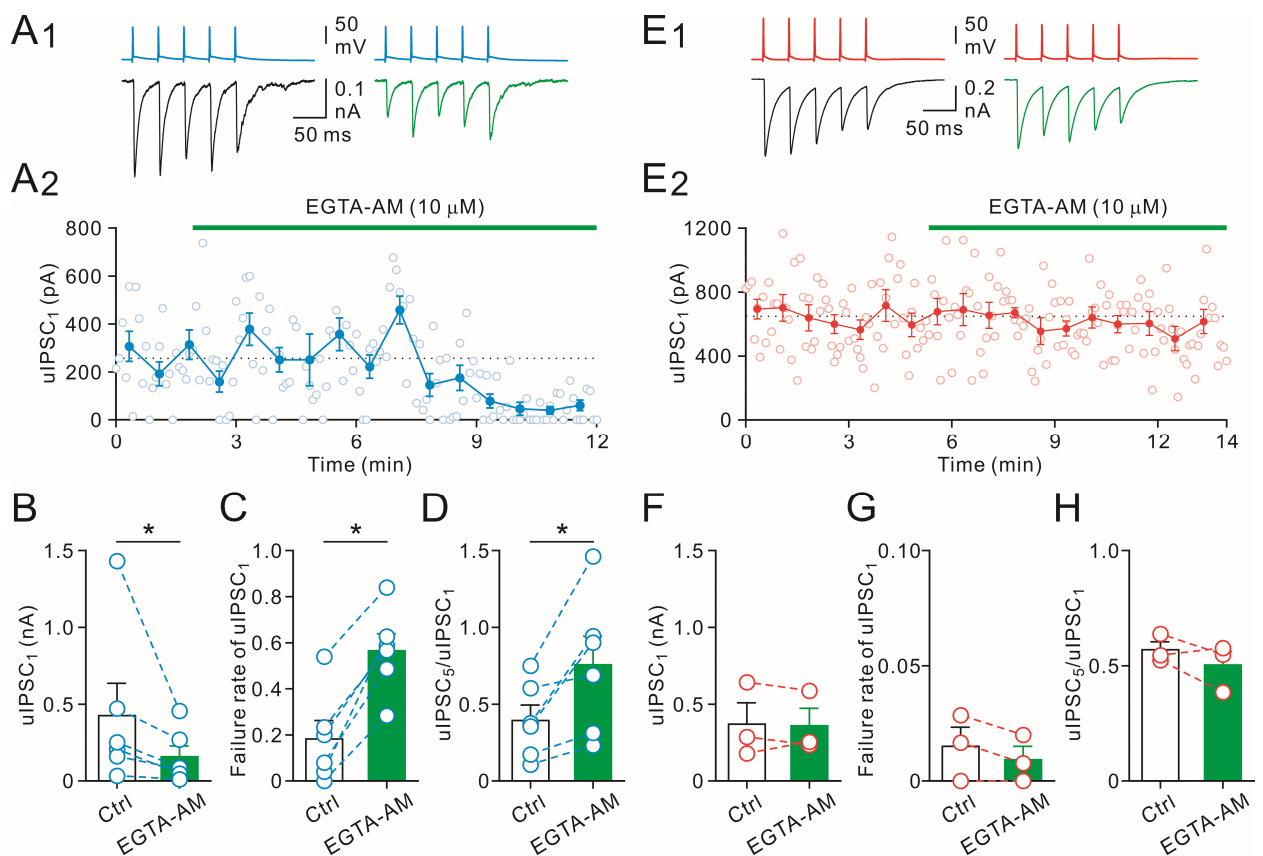 A1
50
mV
0.1
nA
50 ms
E1
50
mV
0.2
nA
50 ms
A2
EGTA-AM (10 μM)
uIPSC1 (pA)
800
600
400
200
0
0 3 6 9 12
Time (min)
E2
EGTA-AM (10 μM)
uIPSC1 (pA)
1200
800
400
0
0 3 6 9 12 14
Time (min)
B
*
uIPSC1 (nA)
1.5
1.0
0.5
0
Ctrl
EGTA-AM
C
*
Failure rate of uIPSC1
1.0
0.8
0.6
0.4
0.2
0
Ctrl
EGTA-AM
D
*
uIPSC5/uIPSC1
1.5
1.0
0.5
0
Ctrl
EGTA-AM
F
uIPSC1 (nA)
1.5
1.0
0.5
0
Ctrl
EGTA-AM
G
Failure rate of uIPSC1
0.10
0.05
0
Ctrl
EGTA-AM
H
uIPSC5/uIPSC1
1.0
0.5
0
Ctrl
EGTA-AM